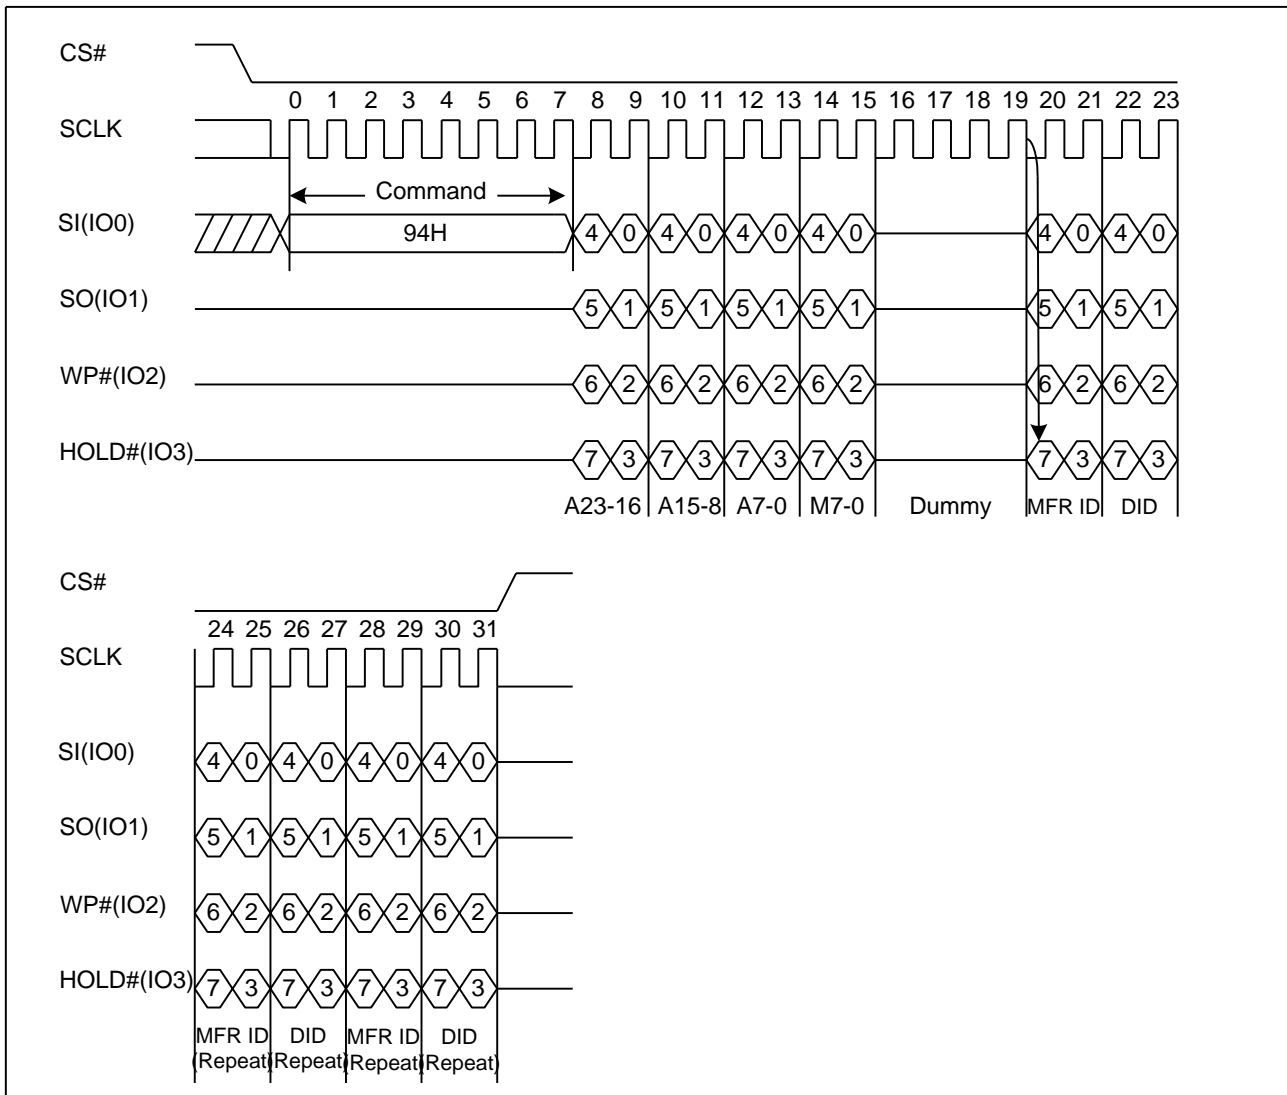 CS#
0 1 2 3 4 5 6 7 8 9 10 11 12 13 14 15 16 17 18 19 20 21 22 23
SCLK
Command
SI(IO0) 94H 4 0 4 0 4 0 4 0 4 0 4 0
SO(IO1) 5 1 5 1 5 1 5 1 5 1 5 1
WP#(IO2) 6 2 6 2 6 2 6 2 6 2 6 2
HOLD#(IO3) 7 3 7 3 7 3 7 3 7 3 7 3
A23-16 A15-8 A7-0 M7-0 Dummy MFR ID DID
CS#
24 25 26 27 28 29 30 31
SCLK
SI(IO0) 4 0 4 0 4 0 4 0
SO(IO1) 5 1 5 1 5 1 5 1
WP#(IO2) 6 2 6 2 6 2 6 2
HOLD#(IO3) 7 3 7 3 7 3 7 3
MFR ID DID MFR ID DID
(Repeat) (Repeat) (Repeat) (Repeat)